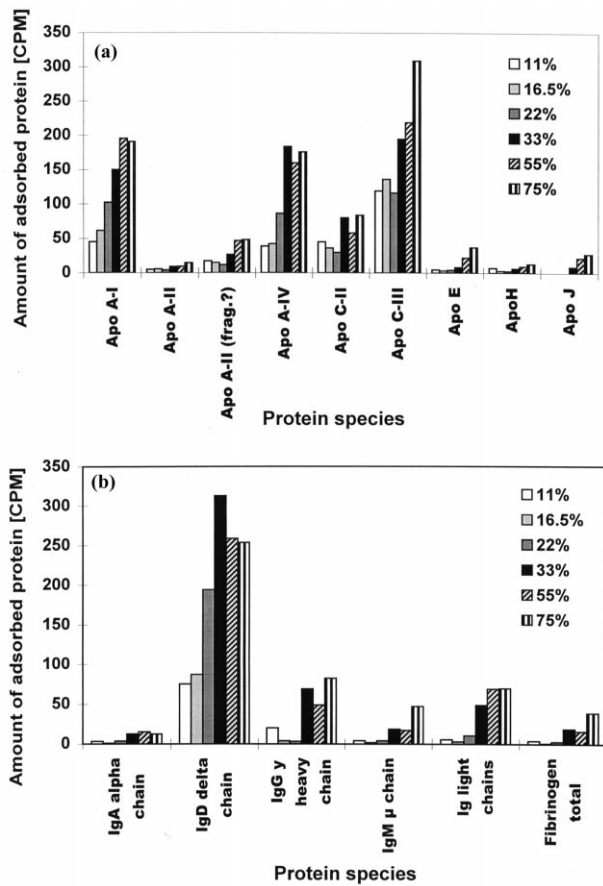 (a)
Amount of adsorbed protein [CPM]
350
300
250
200
150
100
50
0
11%
16.5%
22%
33%
55%
75%
Apo A-I
Apo A-II
Apo A-II (frag.?)
Apo A-IV
Apo C-II
Apo C-III
Apo E
ApoH
Apo J
Protein species
(b)
Amount of adsorbed protein [CPM]
350
300
250
200
150
100
50
0
11%
16.5%
22%
33%
55%
75%
IgA alpha
chain
IgD delta
chain
IgG y
heavy
chain
IgM µ chain
Ig light
chains
Fibrinogen
total
Protein species